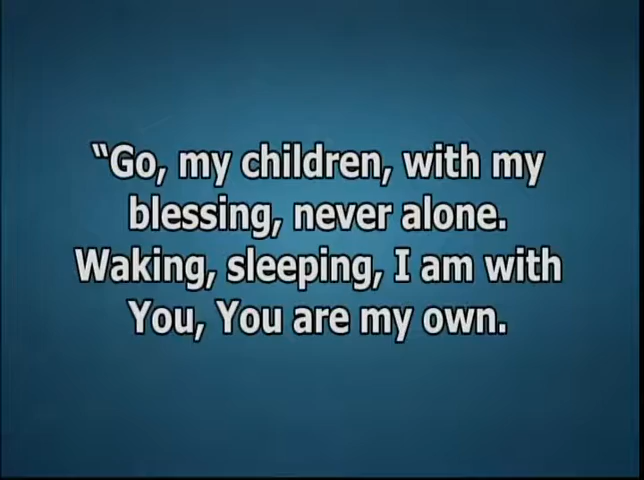 “Go, my children, with my
blessing, never alone.
Waking, sleeping, I am with
You, You are my own.